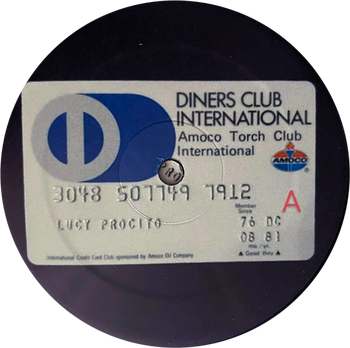 DINERS CLUB
INTERNATIONAL
Amoco Torch Club
International
AMOCO
3048 507749 7912
A
LUCY PROCITO
Member
Since
76 DC
08 81
mo./yr.
International Credit Card Club sponsored by Amoco Oil Company
▲ Good thru ▲